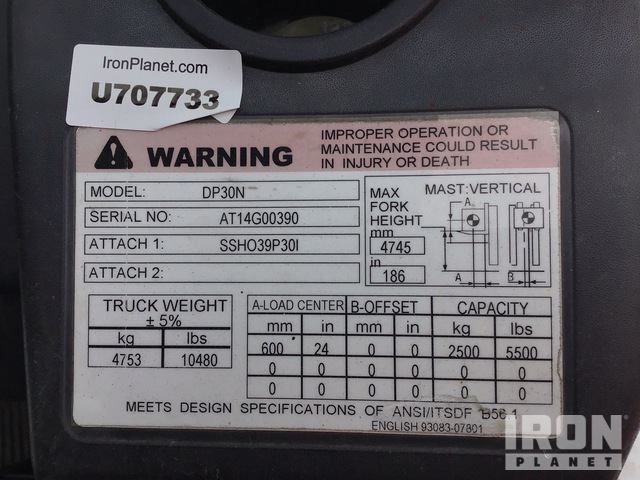 IronPlanet.com
U707733
WARNING
IMPROPER OPERATION OR
MAINTENANCE COULD RESULT
IN INJURY OR DEATH
MODEL: DP30N
SERIAL NO: AT14G00390
ATTACH 1: SSHO39P30I
ATTACH 2:
MAX
FORK
HEIGHT
mm
4745
in
186
MAST:VERTICAL
A
A
B
TRUCK WEIGHT
± 5%
kg lbs
4753 10480
A-LOAD CENTER B-OFFSET CAPACITY
mm in mm in kg lbs
600 24 0 0 2500 5500
0 0 0 0 0 0
0 0 0 0 0 0
MEETS DESIGN SPECIFICATIONS OF ANSI/ITSDF B56.1
ENGLISH 93083-07801
IRON
PLANET